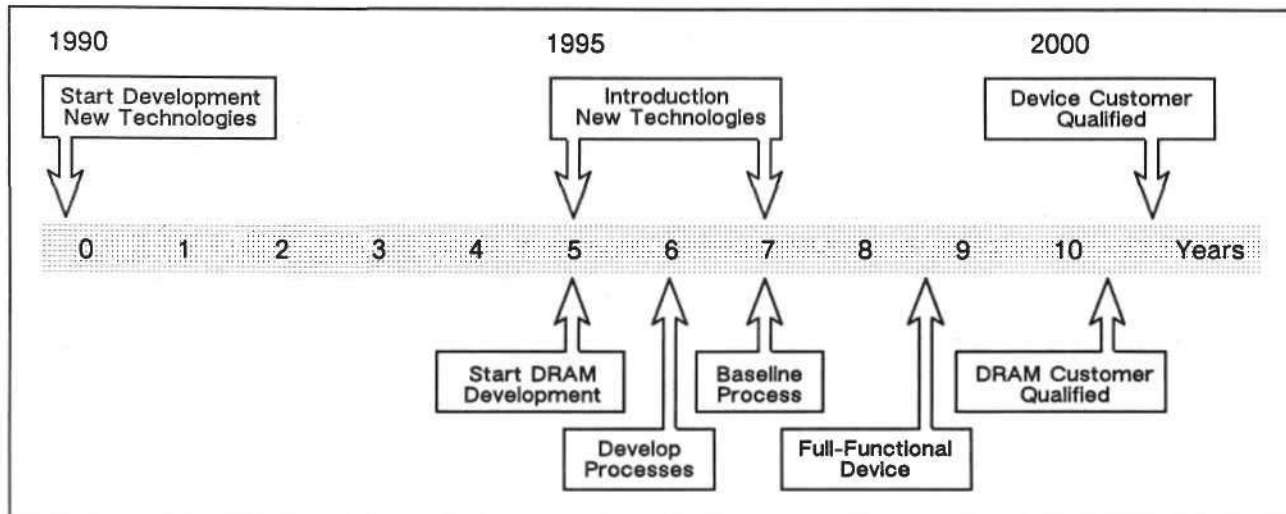 1990 1995 2000
Start Development
New Technologies
Introduction
New Technologies
Device Customer
Qualified
0 1 2 3 4 5 6 7 8 9 10 Years
Start DRAM
Development
Baseline
Process
DRAM Customer
Qualified
Develop
Processes
Full-Functional
Device